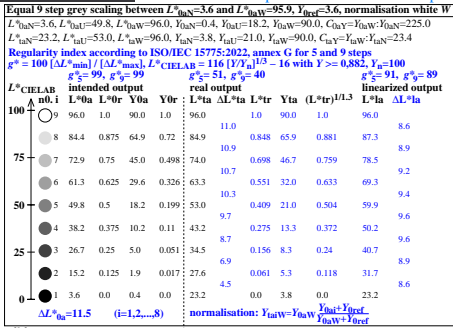 Equal 9 step grey scaling between L*0aN=3.6 and L*0aW=95.9, Y0ref=3.6, normalisation white W
L*0aN=3.6, L*0aU=49.8, L*0aW=96.0, Y0aN=0.4, Y0aU=18.2, Y0aW=90.0, C0aY=Y0aW:Y0aN=225.0
L*taN=23.2, L*taU=53.0, L*taW=96.0, YtaN=3.8, YtaU=21.0, YtaW=90.0, CtaY=YtaW:YtaN=23.4
Regularity index according to ISO/IEC 15775:2022, annex G for 5 and 9 steps
g* = 100 [ΔL*min] / [ΔL*max], L*CIELAB = 116 [Y/Yn]1/3 − 16 with Y >= 0,882, Yn=100
g*5= 99, g*9= 99 g*5= 51, g*9= 40 g*5= 91, g*9= 89
L*CIELAB intended output real output linearized output
n0. i L*0a L*0r Y0a Y0r L*ta ΔL*ta L*tr Yta (L*tr)1/1.3 L*la ΔL*la
100 9 96.0 1.0 90.0 1.0 96.0 1.0 90.0 1.0 96.0
11.0 8.6
8 84.4 0.875 64.9 0.72 84.9 0.848 65.9 0.881 87.3
10.9 8.9
75 7 72.9 0.75 45.0 0.498 74.0 0.698 46.7 0.759 78.5
10.7 9.2
6 61.3 0.625 29.6 0.326 63.3 0.551 32.0 0.633 69.3
10.3 9.4
50 5 49.8 0.5 18.2 0.199 53.0 0.409 21.0 0.504 59.9
9.7 9.6
4 38.2 0.375 10.2 0.11 43.2 0.275 13.3 0.372 50.2
8.7 9.6
25 3 26.7 0.25 5.0 0.051 34.5 0.156 8.3 0.24 40.7
6.9 8.9
2 15.2 0.125 1.9 0.017 27.6 0.061 5.3 0.118 31.7
4.5 8.6
0 1 3.6 0.0 0.4 0.0 23.2 0.0 3.8 0.0 23.2
ΔL*0a=11.5 (i=1,2,...,8) normalisation: YtaiW=Y0aW Y0ai+Y0ref
Y0aW+Y0ref